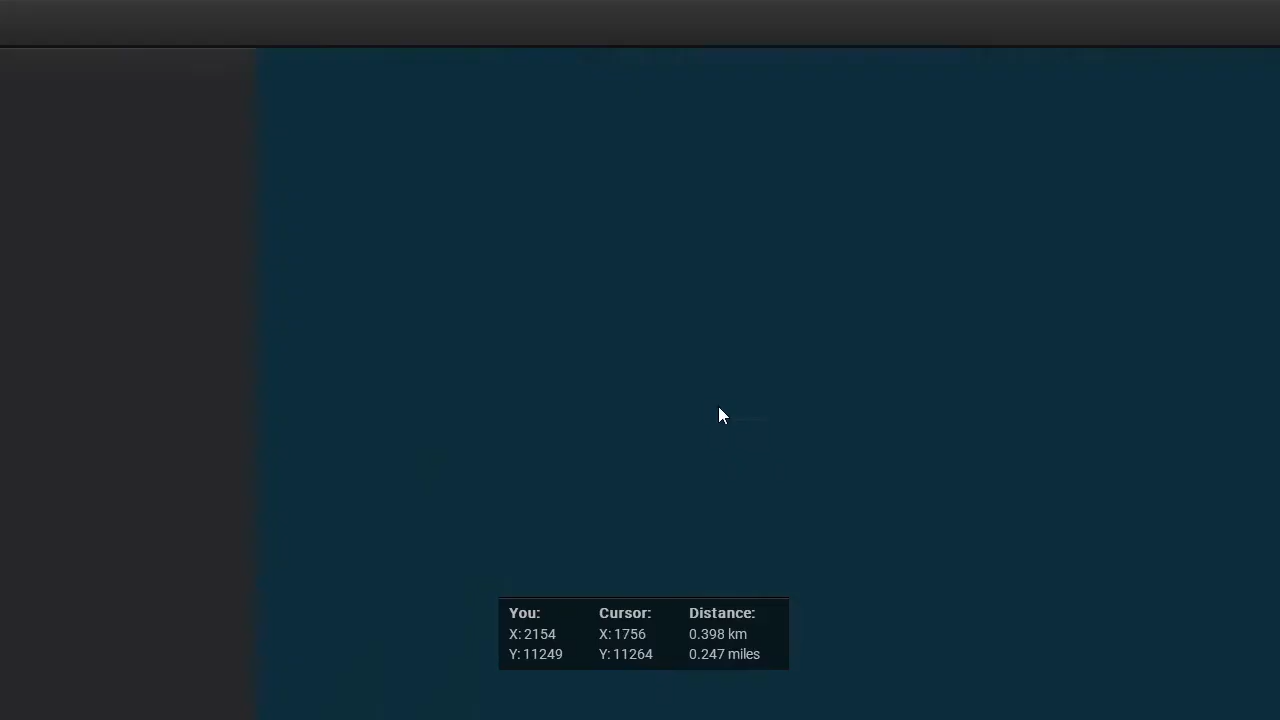 You: Cursor: Distance:
X: 2154 X: 1756 0.398 km
Y: 11249 Y: 11264 0.247 miles